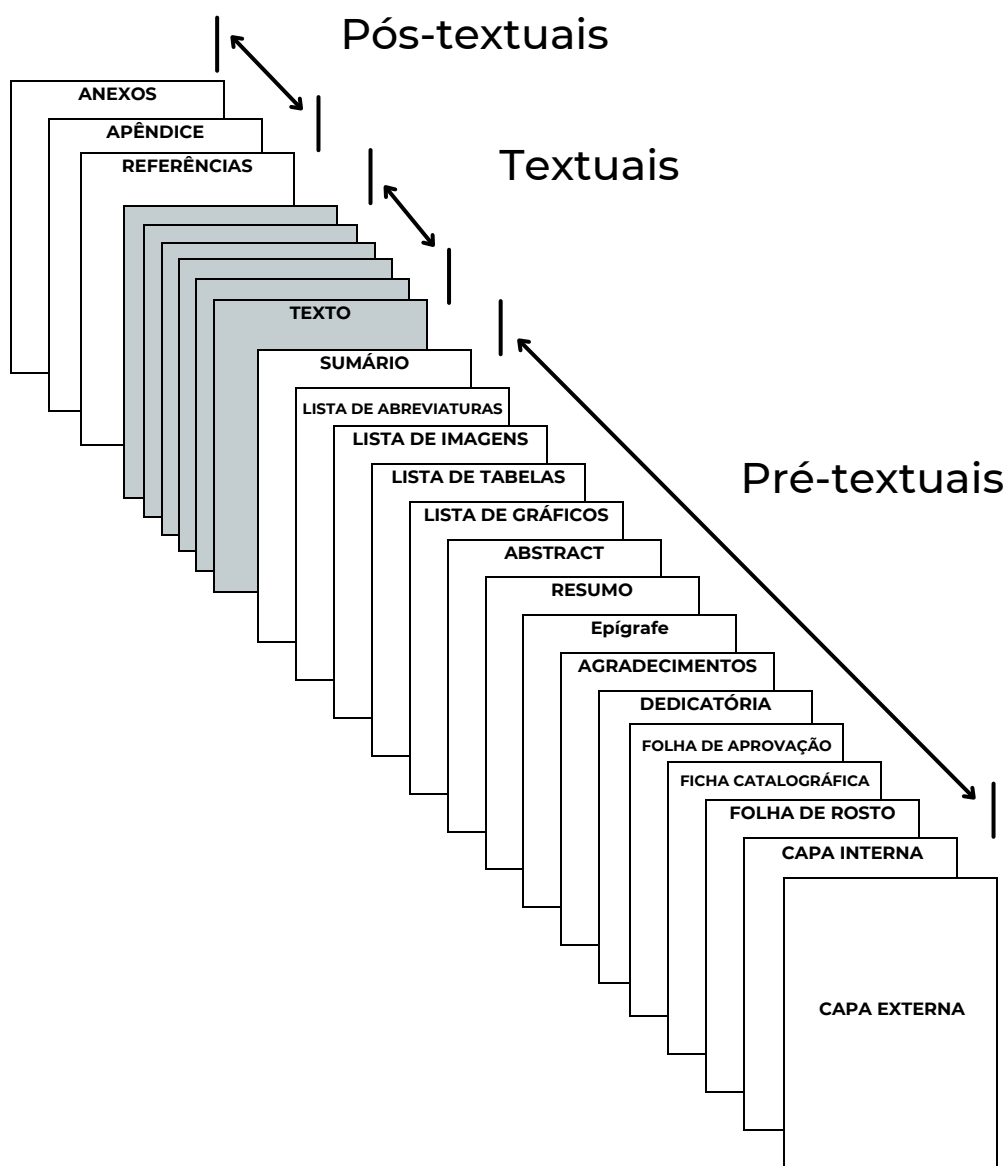 Pós-textuais
ANEXOS
APÊNDICE
Textuais
REFERÊNCIAS
TEXTO
SUMÁRIO
LISTA DE ABREVIATURAS
LISTA DE IMAGENS
Pré-textuais
LISTA DE TABELAS
LISTA DE GRÁFICOS
ABSTRACT
RESUMO
Epígrafe
AGRADECIMENTOS
DEDICATÓRIA
FOLHA DE APROVAÇÃO
FICHA CATALOGRÁFICA
FOLHA DE ROSTO
CAPA INTERNA
CAPA EXTERNA